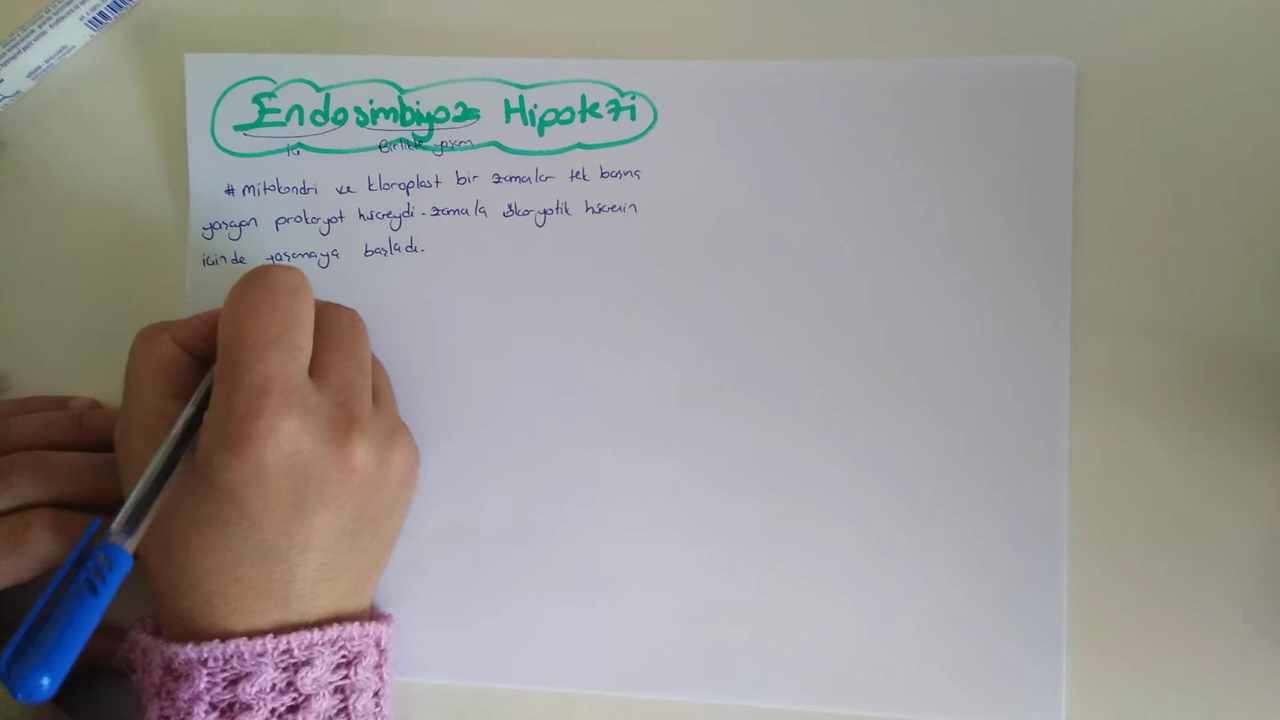 Endosimbiyoz Hipotezi
iç Birlikte yaşam
# mitokondri ve kloroplast bir zamanlar tek başına
yaşayan prokaryot hücreydi. zamanla ökaryotik hücrenin
içinde yaşamaya başladı.